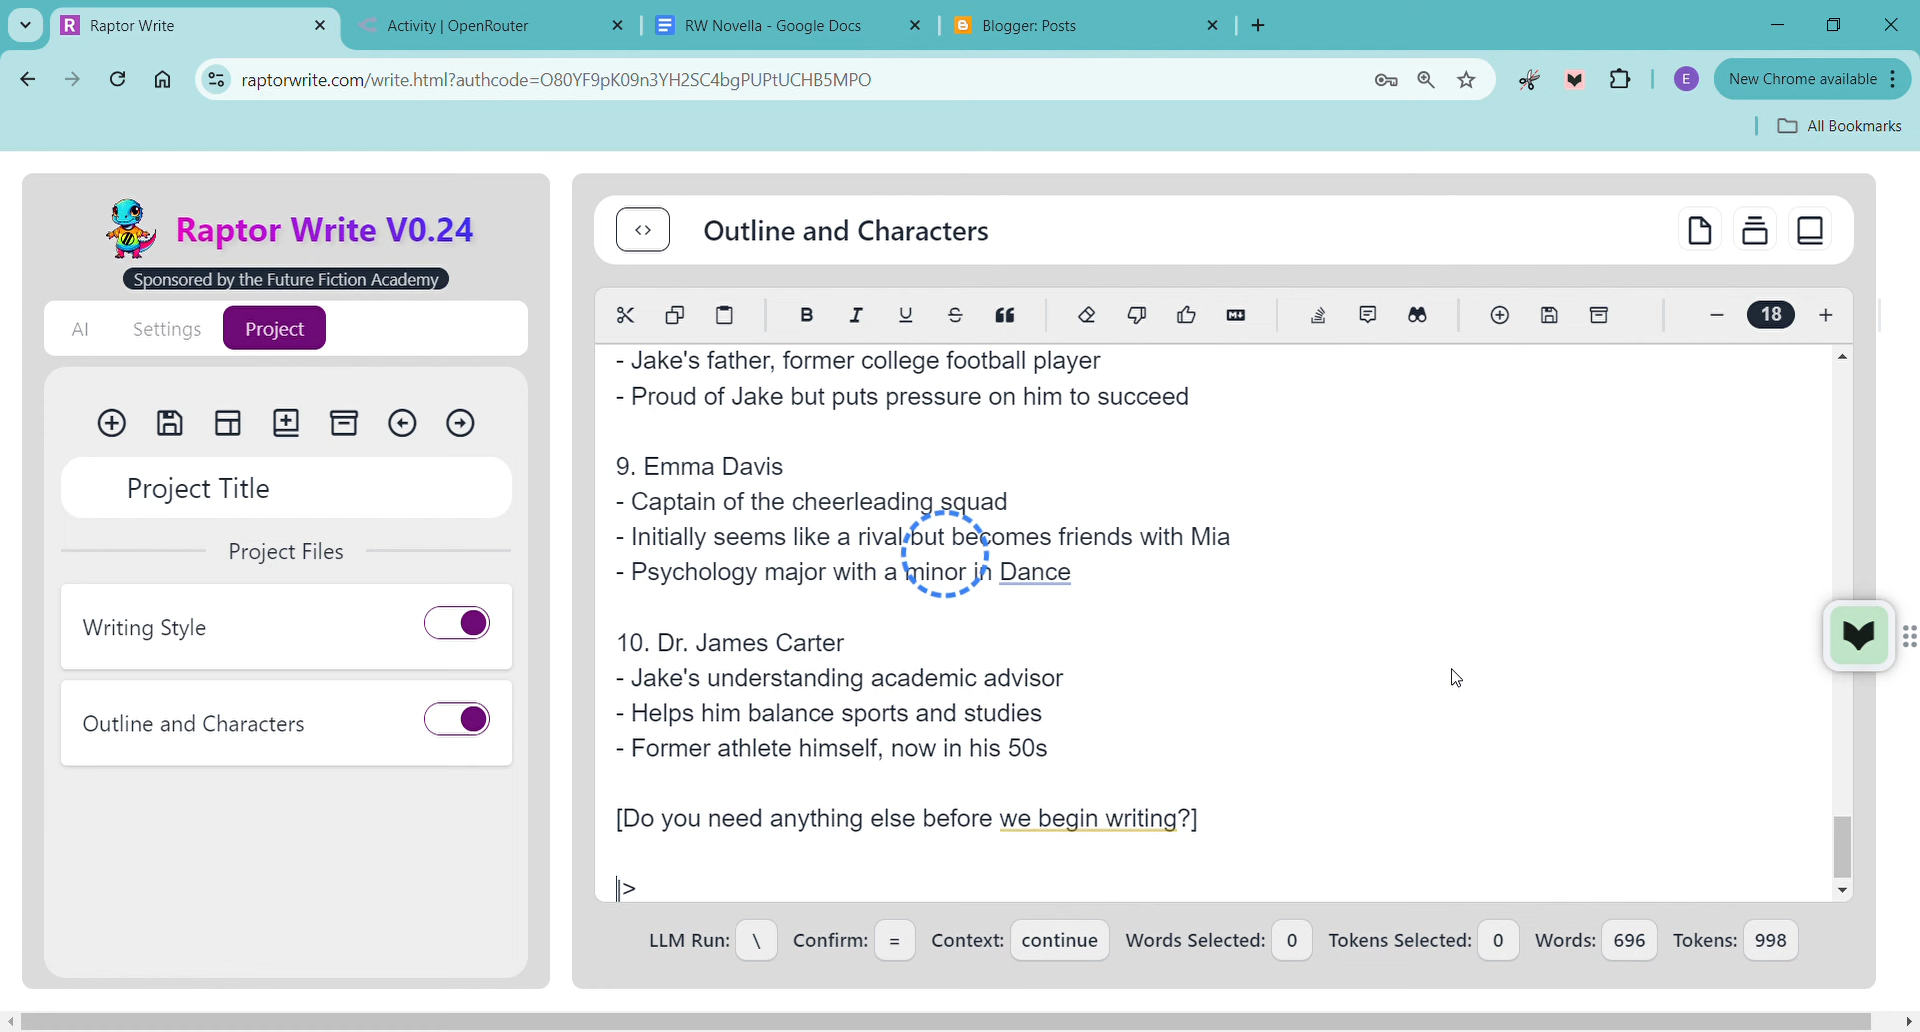 Raptor Write
Activity | OpenRouter
RW Novella - Google Docs
Blogger: Posts
raptorwrite.com/write.html?authcode=O80YF9pK09n3YH2SC4bgPUPtUCHB5MPO
E
New Chrome available
All Bookmarks
Raptor Write V0.24
Sponsored by the Future Fiction Academy
AI
Settings
Project
Project Title
Project Files
Writing Style
Outline and Characters
<>
Outline and Characters
B I U S
18
- Jake's father, former college football player
- Proud of Jake but puts pressure on him to succeed
9. Emma Davis
- Captain of the cheerleading squad
- Initially seems like a rival but becomes friends with Mia
- Psychology major with a minor in Dance
10. Dr. James Carter
- Jake's understanding academic advisor
- Helps him balance sports and studies
- Former athlete himself, now in his 50s
[Do you need anything else before we begin writing?]
>
LLM Run: \ Confirm: = Context: continue Words Selected: 0 Tokens Selected: 0 Words: 696 Tokens: 998